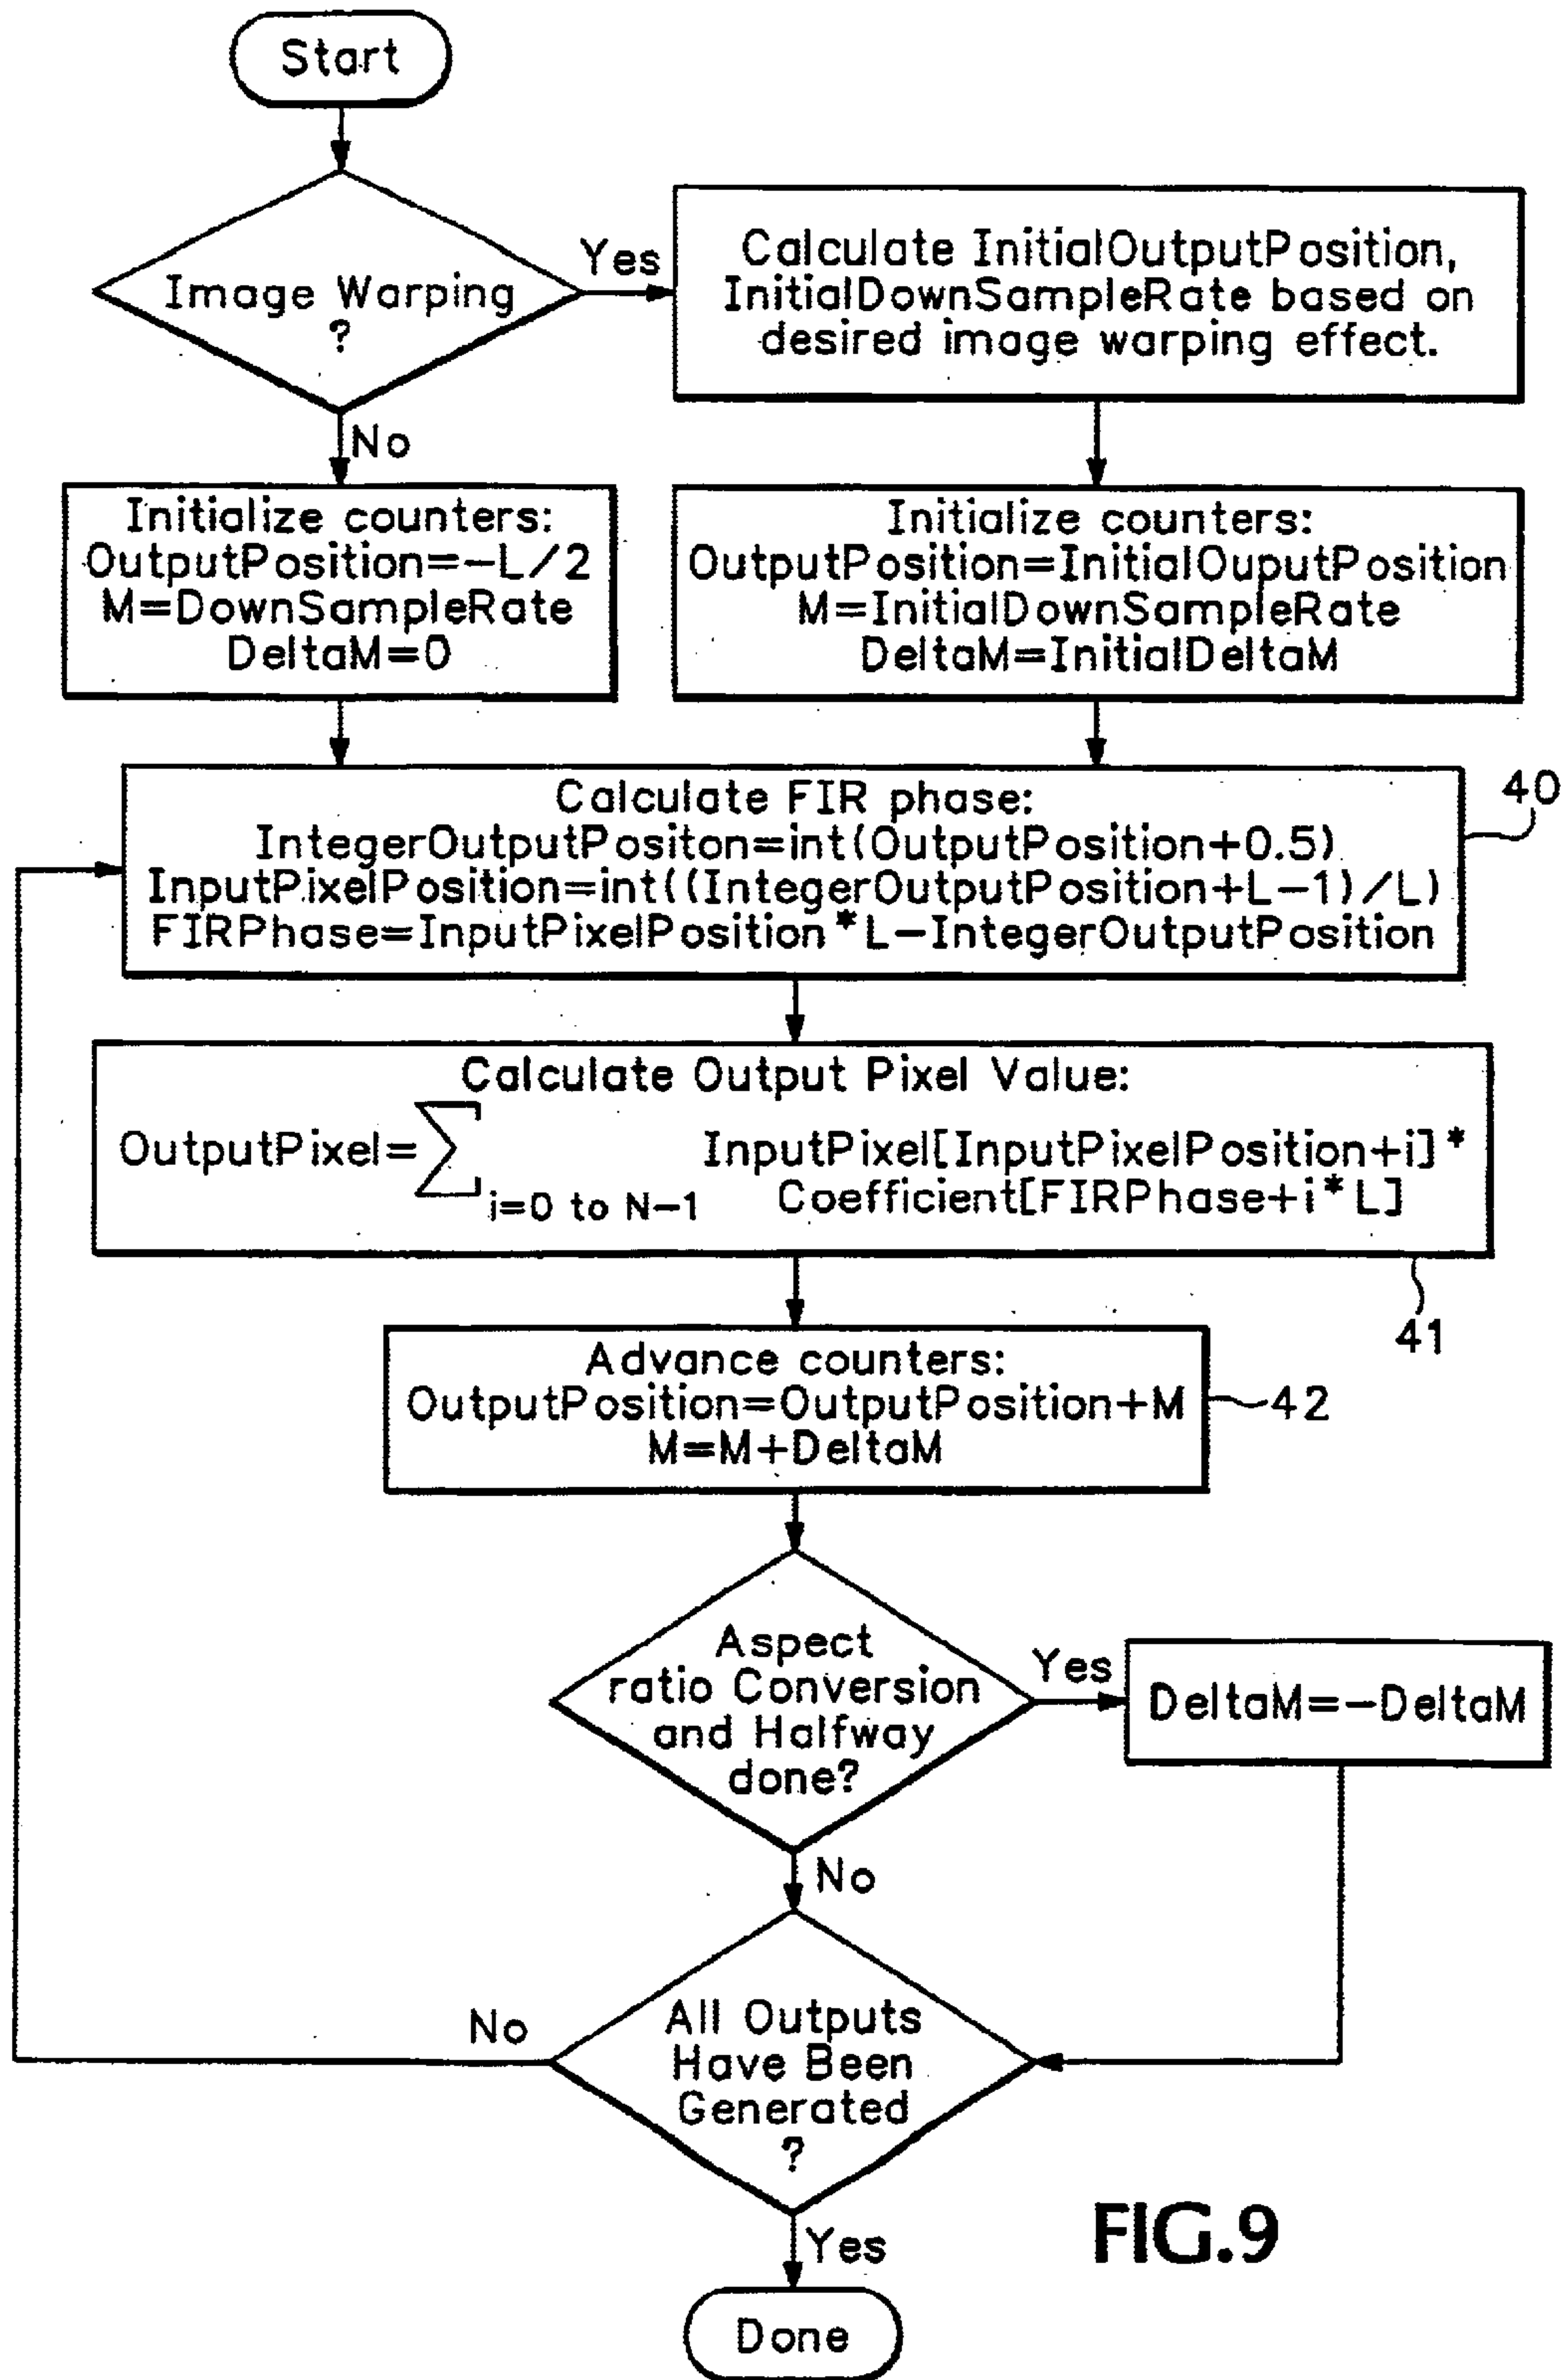 Start
Image Warping
?
Yes
Calculate InitialOutputPosition,
InitialDownSampleRate based on
desired image warping effect.
No
Initialize counters:
OutputPosition=-L/2
M=DownSampleRate
DeltaM=0
Initialize counters:
OutputPosition=InitialOuputPosition
M=InitialDownSampleRate
DeltaM=InitialDeltaM
Calculate FIR phase:
IntegerOutputPositon=int(OutputPosition+0.5)
InputPixelPosition=int((IntegerOutputPosition+L-1)/L)
FIRPhase=InputPixelPosition*L-IntegerOutputPosition
40
Calculate Output Pixel Value:
OutputPixel=∑ i=0 to N-1 InputPixel[InputPixelPosition+i]*
Coefficient[FIRPhase+i*L]
41
Advance counters:
OutputPosition=OutputPosition+M
M=M+DeltaM
42
Aspect
ratio Conversion
and Halfway
done?
Yes
DeltaM=-DeltaM
No
All Outputs
Have Been
Generated
?
No
Yes
Done
FIG.9